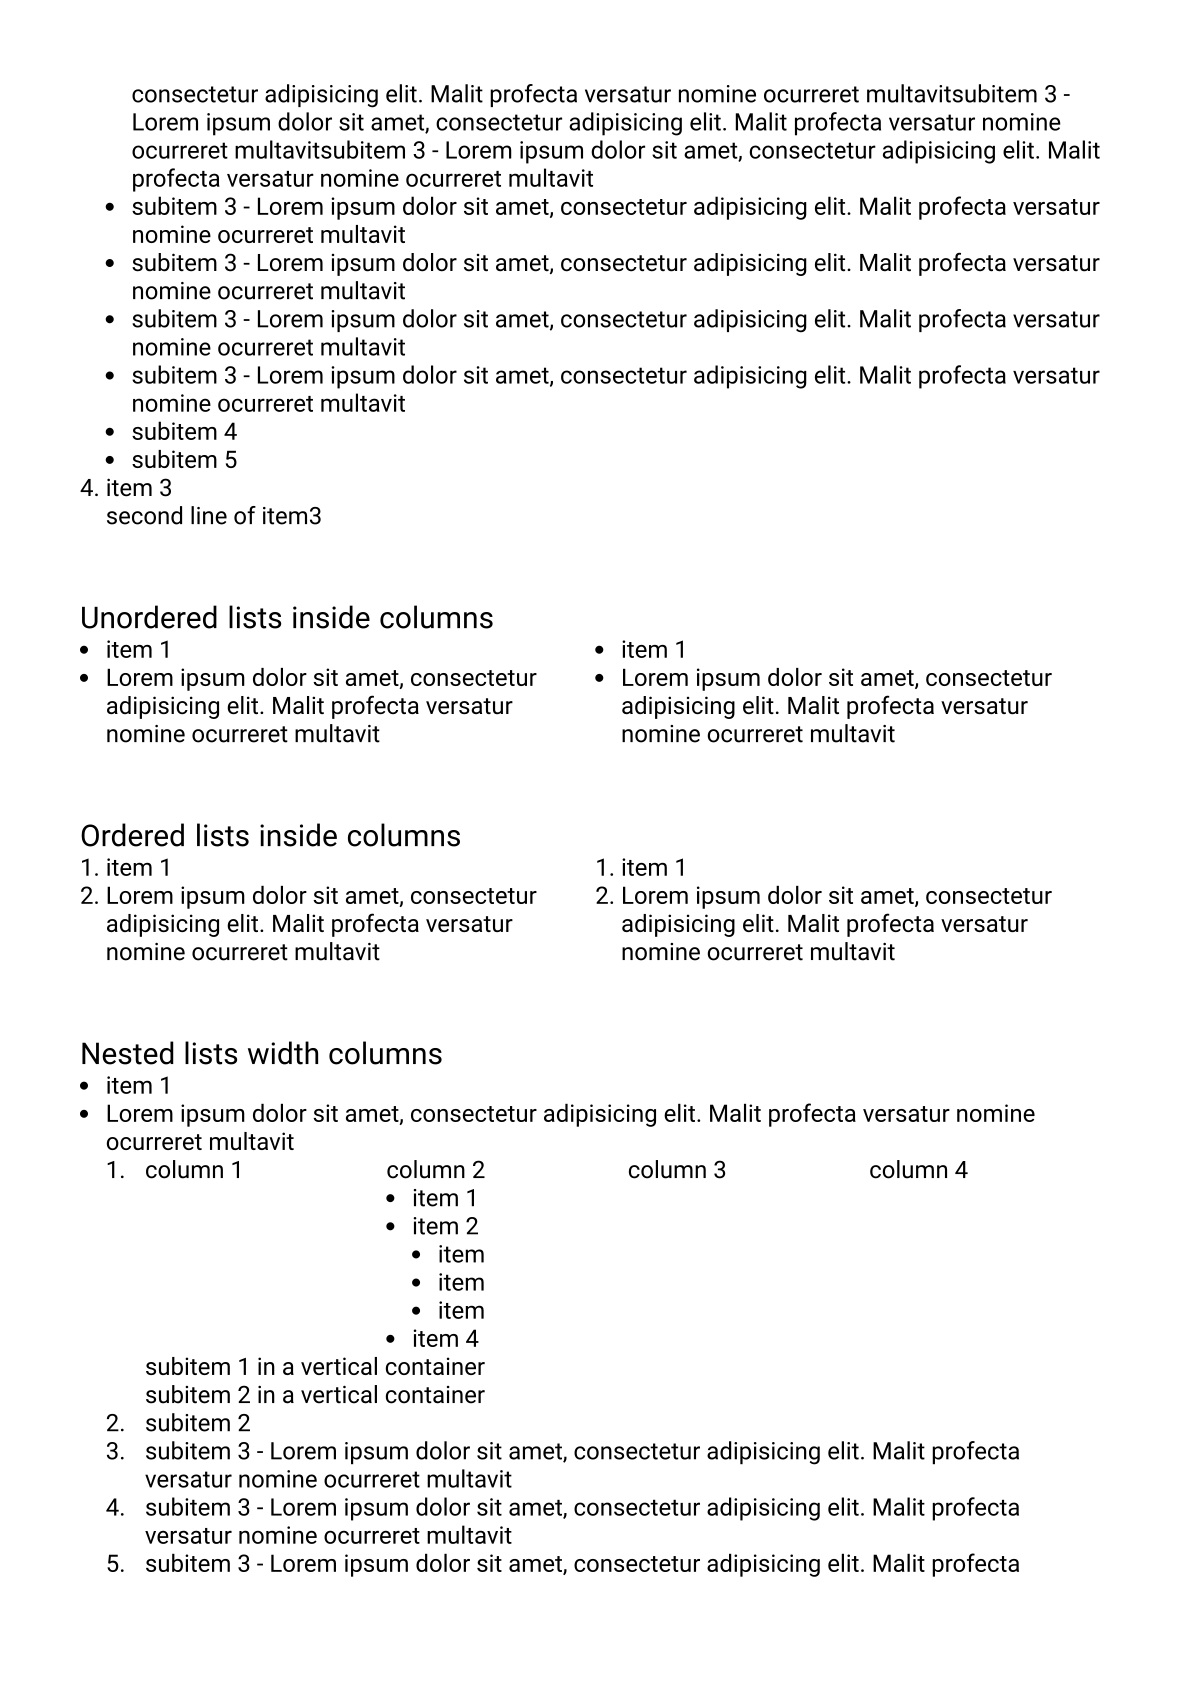 consectetur adipisicing elit. Malit profecta versatur nomine ocurreret multavitsubitem 3 -
Lorem ipsum dolor sit amet, consectetur adipisicing elit. Malit profecta versatur nomine
ocurreret multavitsubitem 3 - Lorem ipsum dolor sit amet, consectetur adipisicing elit. Malit
profecta versatur nomine ocurreret multavit
• subitem 3 - Lorem ipsum dolor sit amet, consectetur adipisicing elit. Malit profecta versatur
nomine ocurreret multavit
• subitem 3 - Lorem ipsum dolor sit amet, consectetur adipisicing elit. Malit profecta versatur
nomine ocurreret multavit
• subitem 3 - Lorem ipsum dolor sit amet, consectetur adipisicing elit. Malit profecta versatur
nomine ocurreret multavit
• subitem 3 - Lorem ipsum dolor sit amet, consectetur adipisicing elit. Malit profecta versatur
nomine ocurreret multavit
• subitem 4
• subitem 5
4. item 3
second line of item3
Unordered lists inside columns
• item 1
• Lorem ipsum dolor sit amet, consectetur
adipisicing elit. Malit profecta versatur
nomine ocurreret multavit
• item 1
• Lorem ipsum dolor sit amet, consectetur
adipisicing elit. Malit profecta versatur
nomine ocurreret multavit
Ordered lists inside columns
1. item 1
2. Lorem ipsum dolor sit amet, consectetur
adipisicing elit. Malit profecta versatur
nomine ocurreret multavit
1. item 1
2. Lorem ipsum dolor sit amet, consectetur
adipisicing elit. Malit profecta versatur
nomine ocurreret multavit
Nested lists width columns
• item 1
• Lorem ipsum dolor sit amet, consectetur adipisicing elit. Malit profecta versatur nomine
ocurreret multavit
1. column 1 column 2 column 3 column 4
• item 1
• item 2
• item
• item
• item
• item 4
subitem 1 in a vertical container
subitem 2 in a vertical container
2. subitem 2
3. subitem 3 - Lorem ipsum dolor sit amet, consectetur adipisicing elit. Malit profecta
versatur nomine ocurreret multavit
4. subitem 3 - Lorem ipsum dolor sit amet, consectetur adipisicing elit. Malit profecta
versatur nomine ocurreret multavit
5. subitem 3 - Lorem ipsum dolor sit amet, consectetur adipisicing elit. Malit profecta